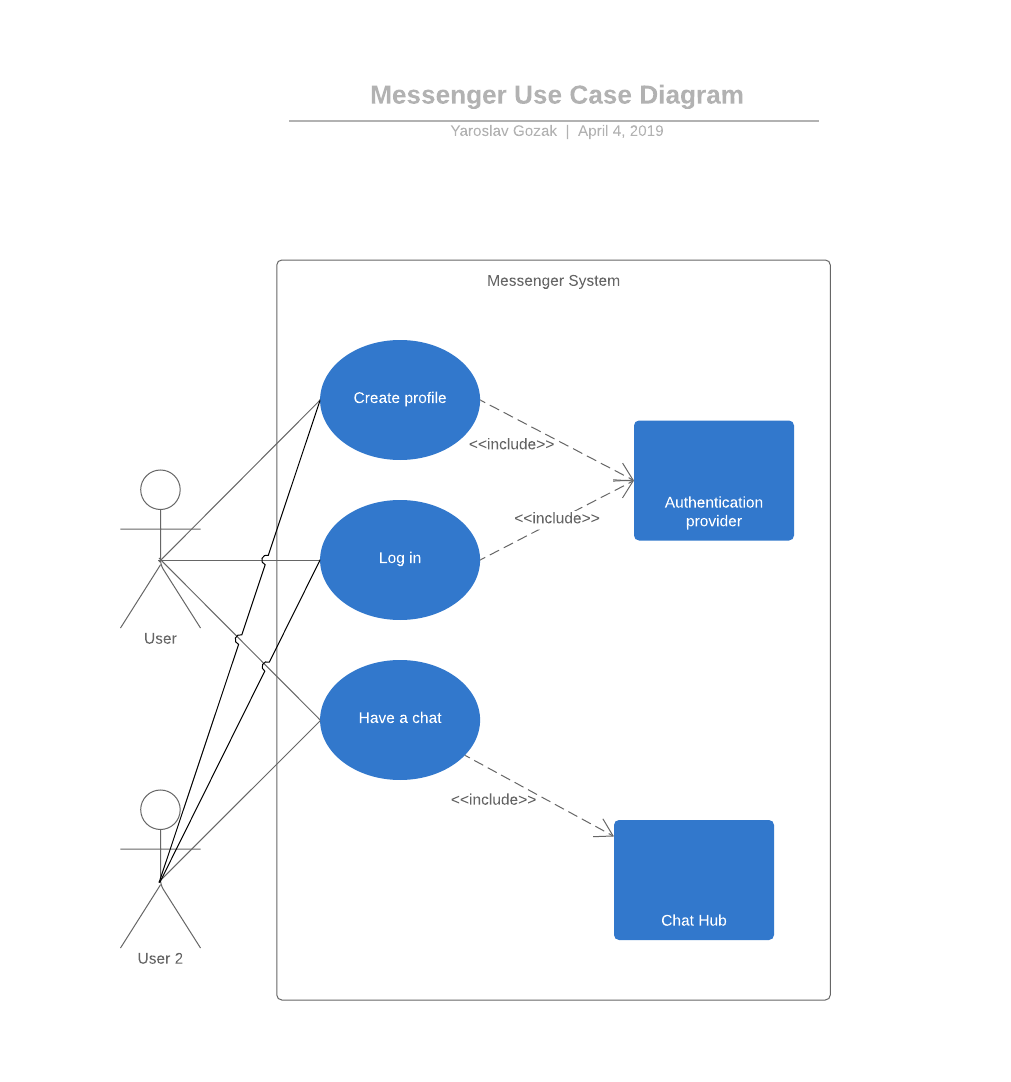 Messenger Use Case Diagram
Yaroslav Gozak | April 4, 2019
Messenger System
Create profile
<<include>>
Authentication
provider
<<include>>
Log in
User
Have a chat
<<include>>
Chat Hub
User 2